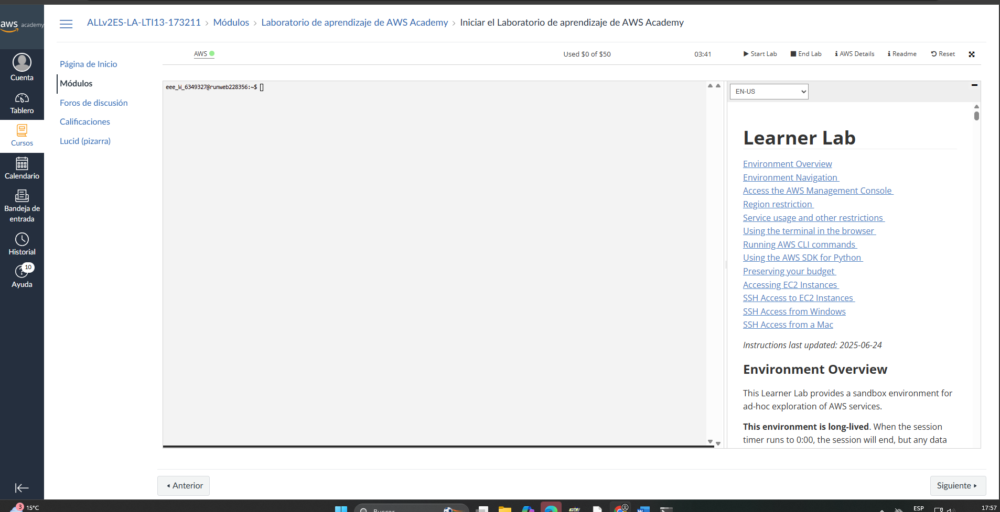 aws academy
ALLv2ES-LA-LTI13-173211 > Módulos > Laboratorio de aprendizaje de AWS Academy > Iniciar el Laboratorio de aprendizaje de AWS Academy
Cuenta
Tablero
Cursos
Calendario
Bandeja de
entrada
Historial
10
Ayuda
Página de Inicio
Módulos
Foros de discusión
Calificaciones
Lucid (pizarra)
AWS
Used $0 of $50
03:41
Start Lab
End Lab
AWS Details
Readme
Reset
eee_W_6349327@runweb228356:~$
EN-US
Learner Lab
Environment Overview
Environment Navigation
Access the AWS Management Console
Region restriction
Service usage and other restrictions
Using the terminal in the browser
Running AWS CLI commands
Using the AWS SDK for Python
Preserving your budget
Accessing EC2 Instances
SSH Access to EC2 Instances
SSH Access from Windows
SSH Access from a Mac
Instructions last updated: 2025-06-24
Environment Overview
This Learner Lab provides a sandbox environment for
ad-hoc exploration of AWS services.
This environment is long-lived. When the session
timer runs to 0:00, the session will end, but any data
Anterior
Siguiente
3
15°C
Buscar
ESP
17:57